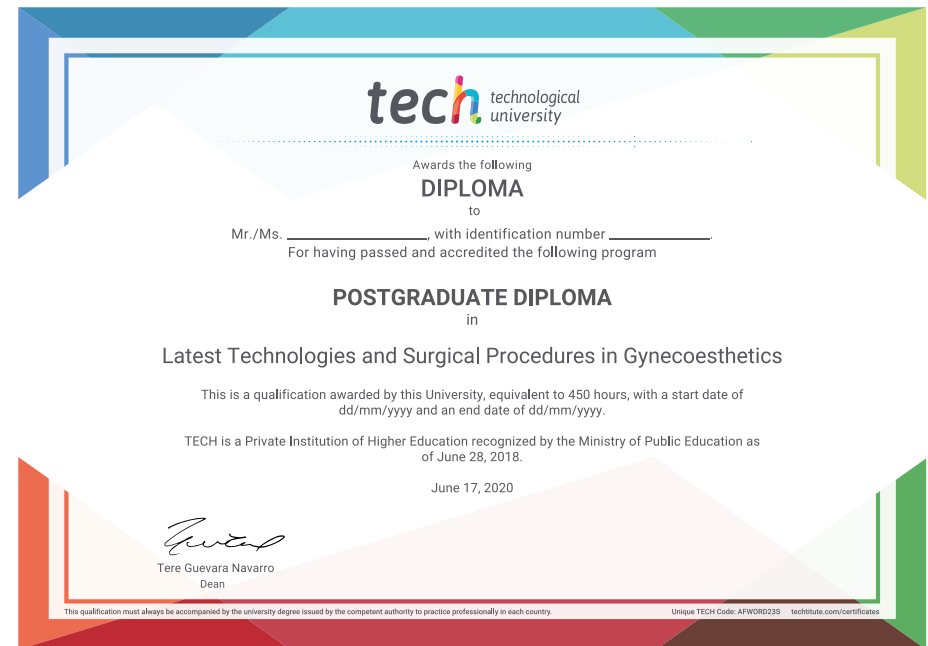 tech technological
university
Awards the following
DIPLOMA
to
Mr./Ms. ____________________, with identification number ______________.
For having passed and accredited the following program
POSTGRADUATE DIPLOMA
in
Latest Technologies and Surgical Procedures in Gynecoesthetics
This is a qualification awarded by this University, equivalent to 450 hours, with a start date of
dd/mm/yyyy and an end date of dd/mm/yyyy.
TECH is a Private Institution of Higher Education recognized by the Ministry of Public Education as
of June 28, 2018.
June 17, 2020
Tere Guevara Navarro
Dean
This qualification must always be accompanied by the university degree issued by the competent authority to practice professionally in each country.
Unique TECH Code: AFWORD23S techtitute.com/certificates